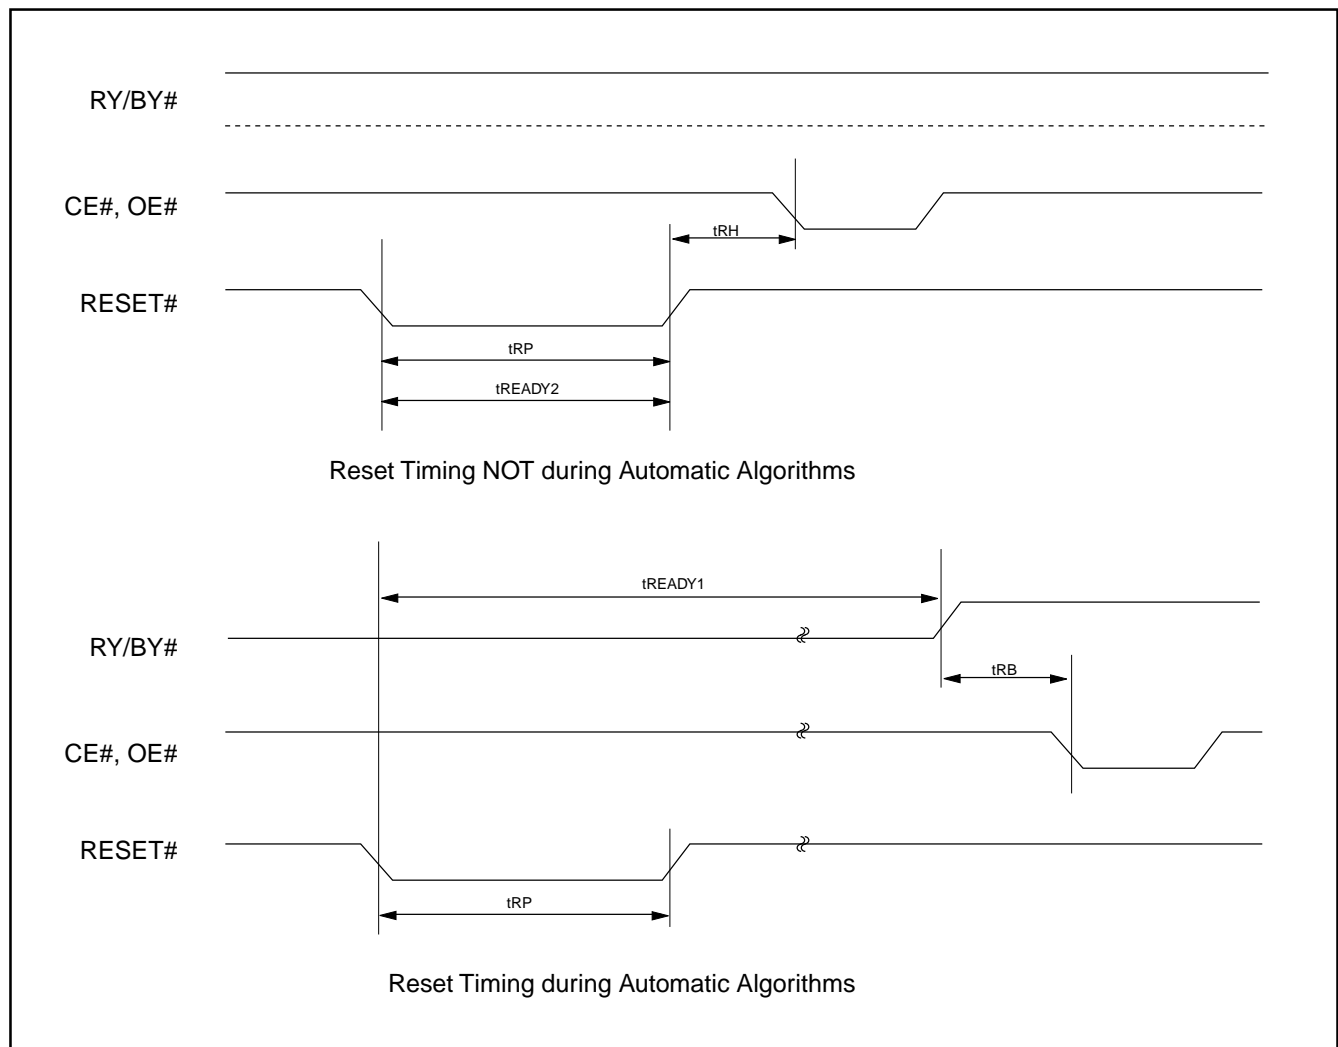 RY/BY#
CE#, OE#
tRH
RESET#
tRP
tREADY2
Reset Timing NOT during Automatic Algorithms
tREADY1
RY/BY#
tRB
CE#, OE#
RESET#
tRP
Reset Timing during Automatic Algorithms